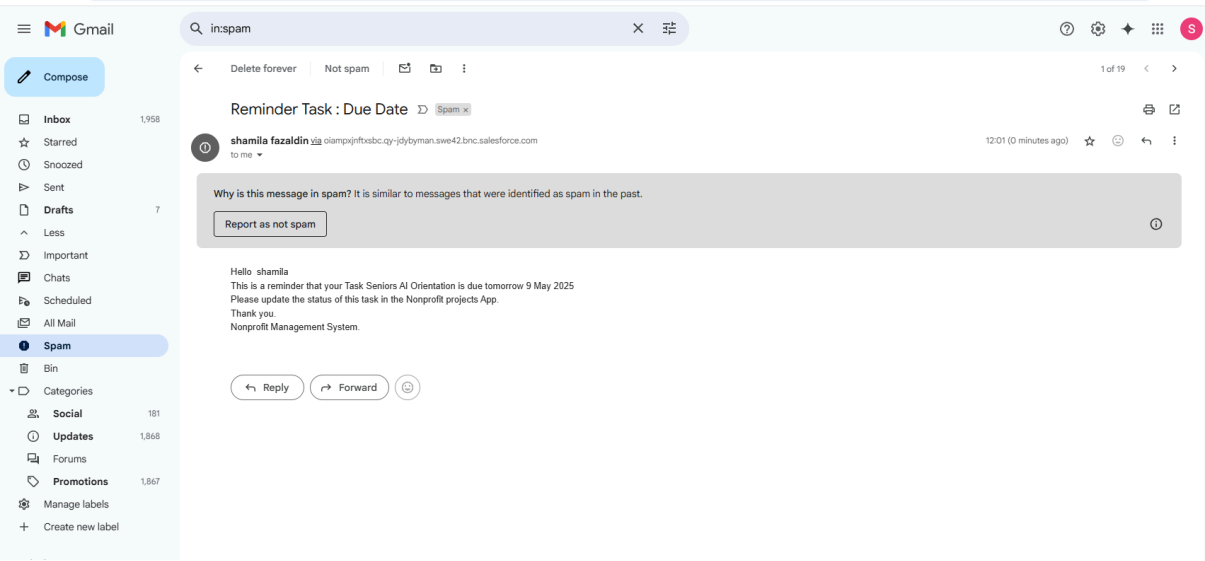 Gmail
in:spam
S
Compose
Delete forever
Not spam
1 of 19
Reminder Task : Due Date
Spam x
Inbox 1,958
Starred
Snoozed
Sent
Drafts 7
Less
Important
Chats
Scheduled
All Mail
Spam
Bin
Categories
Social 181
Updates 1,868
Forums
Promotions 1,867
Manage labels
Create new label
shamila fazaldin via oiampxjnftxsbc.qy-jdybyman.swe42.bnc.salesforce.com
12:01 (0 minutes ago)
to me
Why is this message in spam? It is similar to messages that were identified as spam in the past.
Report as not spam
Hello shamila
This is a reminder that your Task Seniors AI Orientation is due tomorrow 9 May 2025
Please update the status of this task in the Nonprofit projects App.
Thank you.
Nonprofit Management System.
Reply
Forward